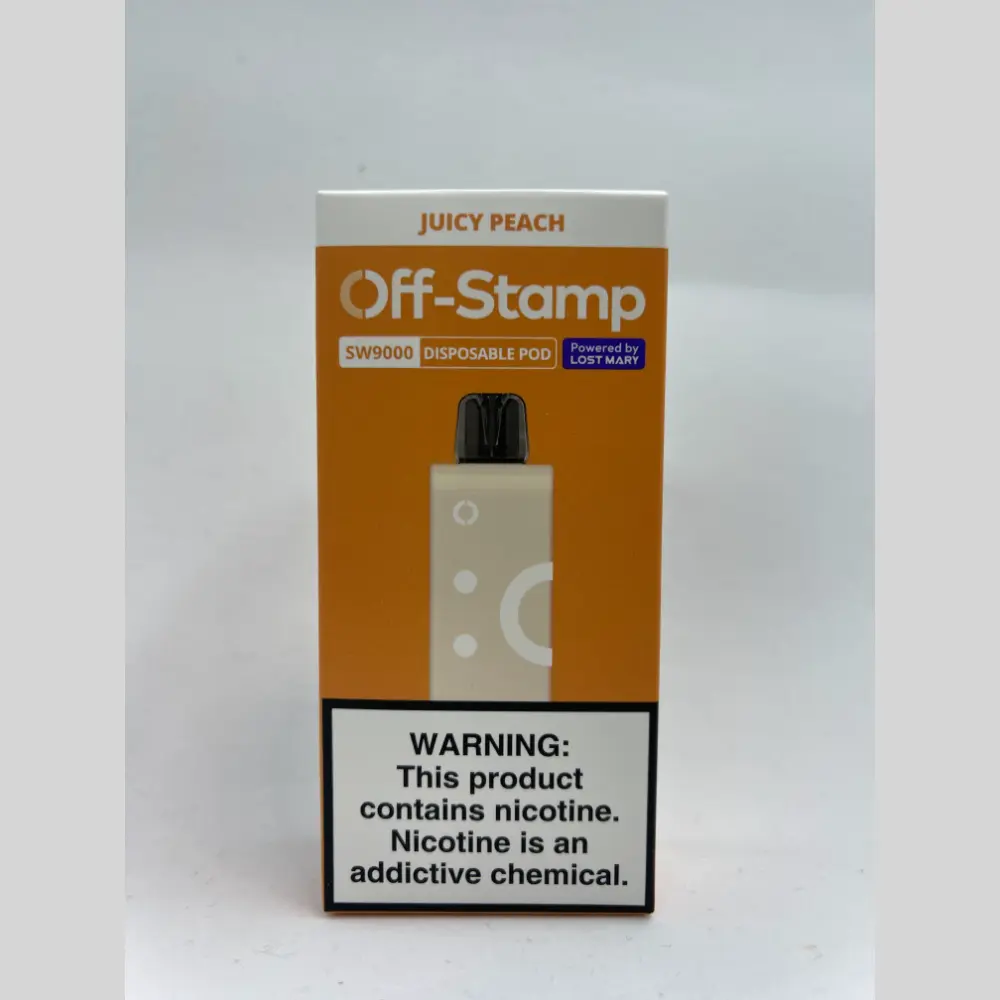 JUICY PEACH
Off-Stamp
SW9000 DISPOSABLE POD Powered by
LOST MARY
WARNING:
This product
contains nicotine.
Nicotine is an
addictive chemical.